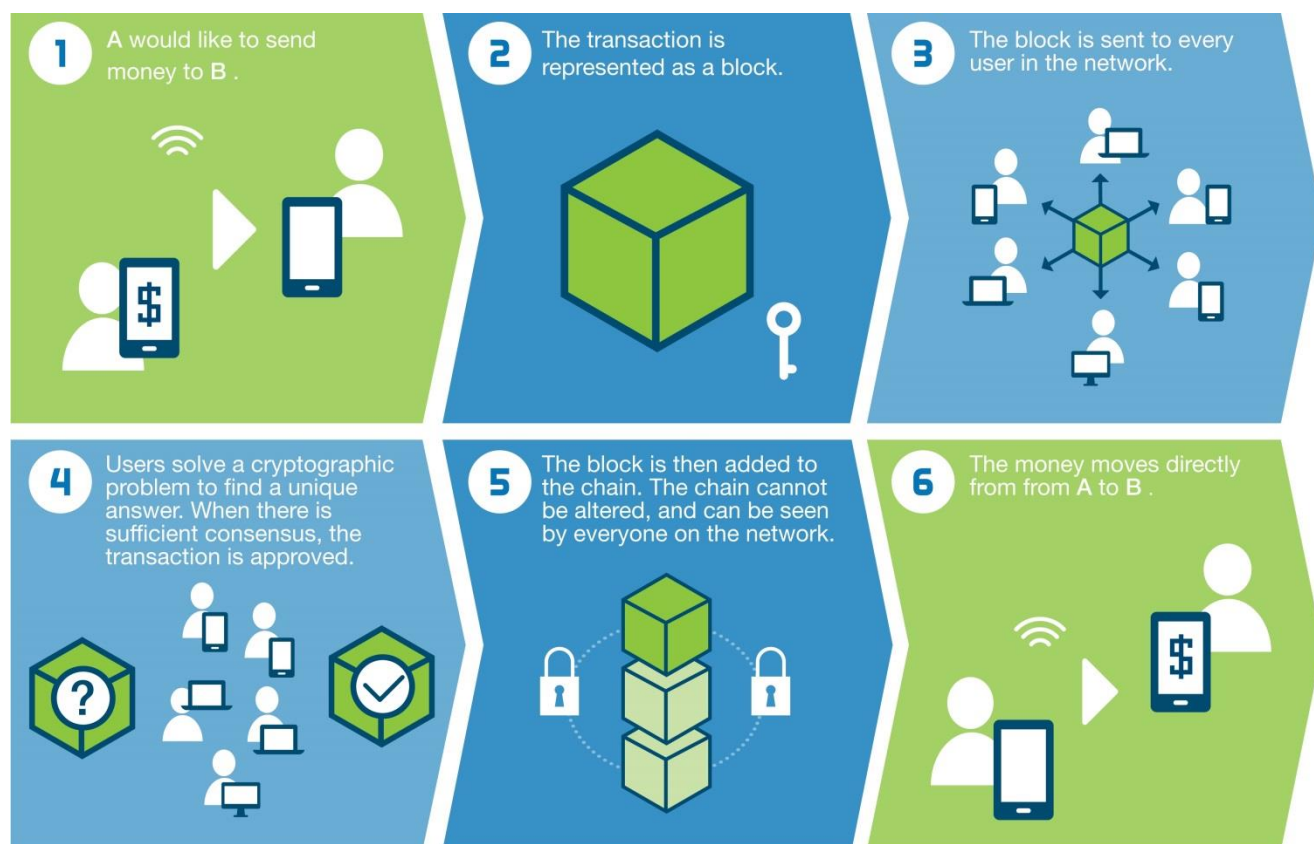 1
A would like to send
money to B .
2
The transaction is
represented as a block.
3
The block is sent to every
user in the network.
$
4
Users solve a cryptographic
problem to find a unique
answer. When there is
sufficient consensus, the
transaction is approved.
?
5
The block is then added to
the chain. The chain cannot
be altered, and can be seen
by everyone on the network.
6
The money moves directly
from from A to B .
$